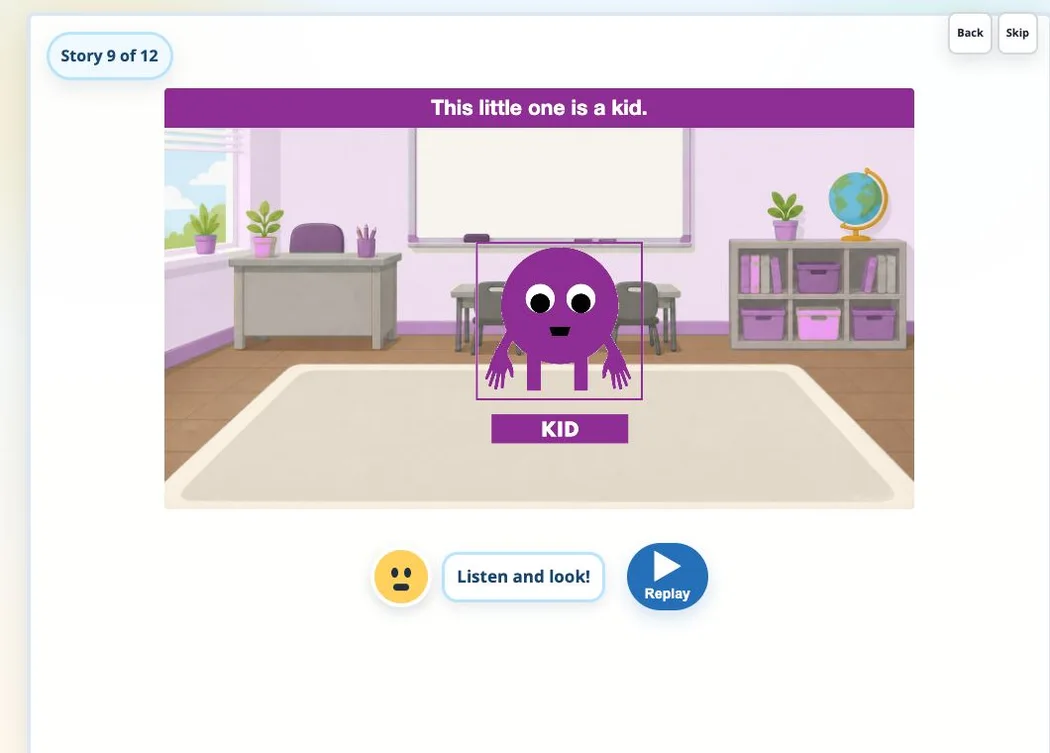 Story 9 of 12
Back
Skip
This little one is a kid.
KID
Listen and look!
Replay